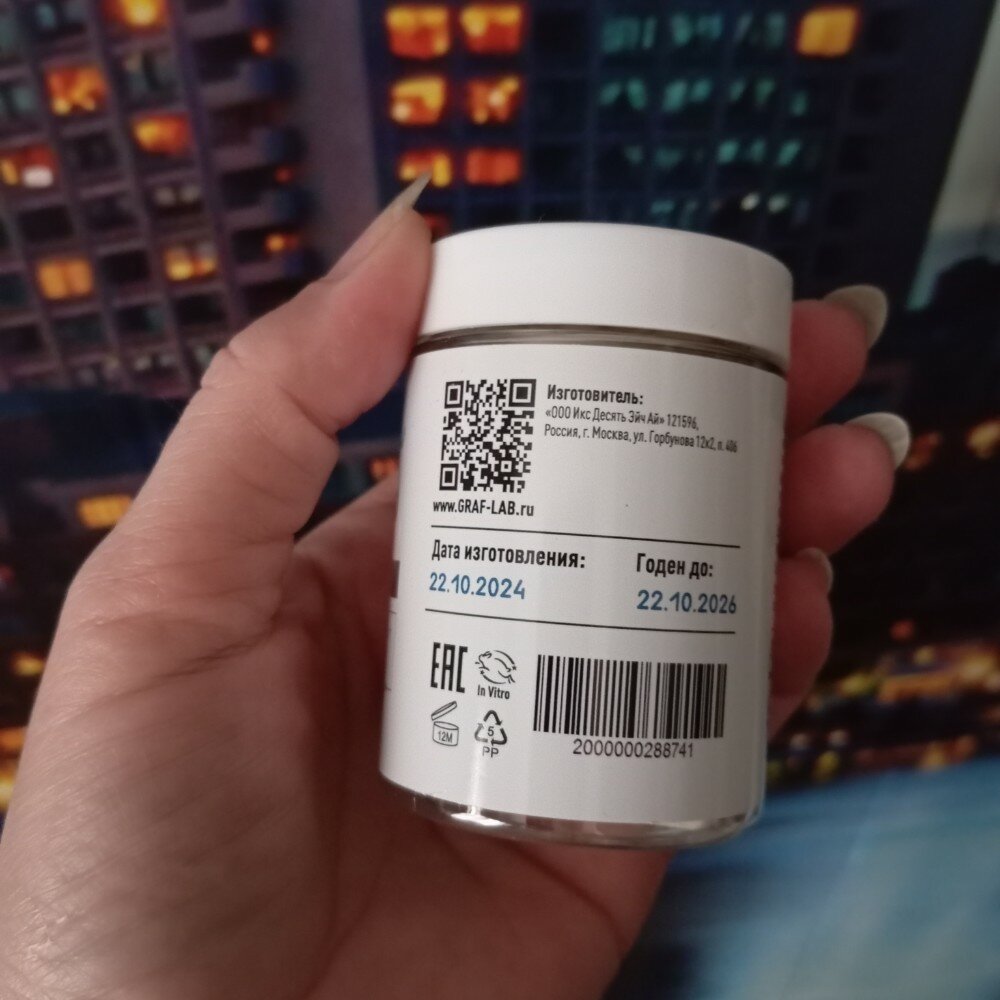 Изготовитель:
«ООО Икс Десять Эйч Ай» 121596,
Россия, г. Москва, ул. Горбунова 12к2, п. 406
www.GRAF-LAB.ru
Дата изготовления:
22.10.2024
Годен до:
22.10.2026
EAC
In Vitro
12M
5
PP
2000000288741